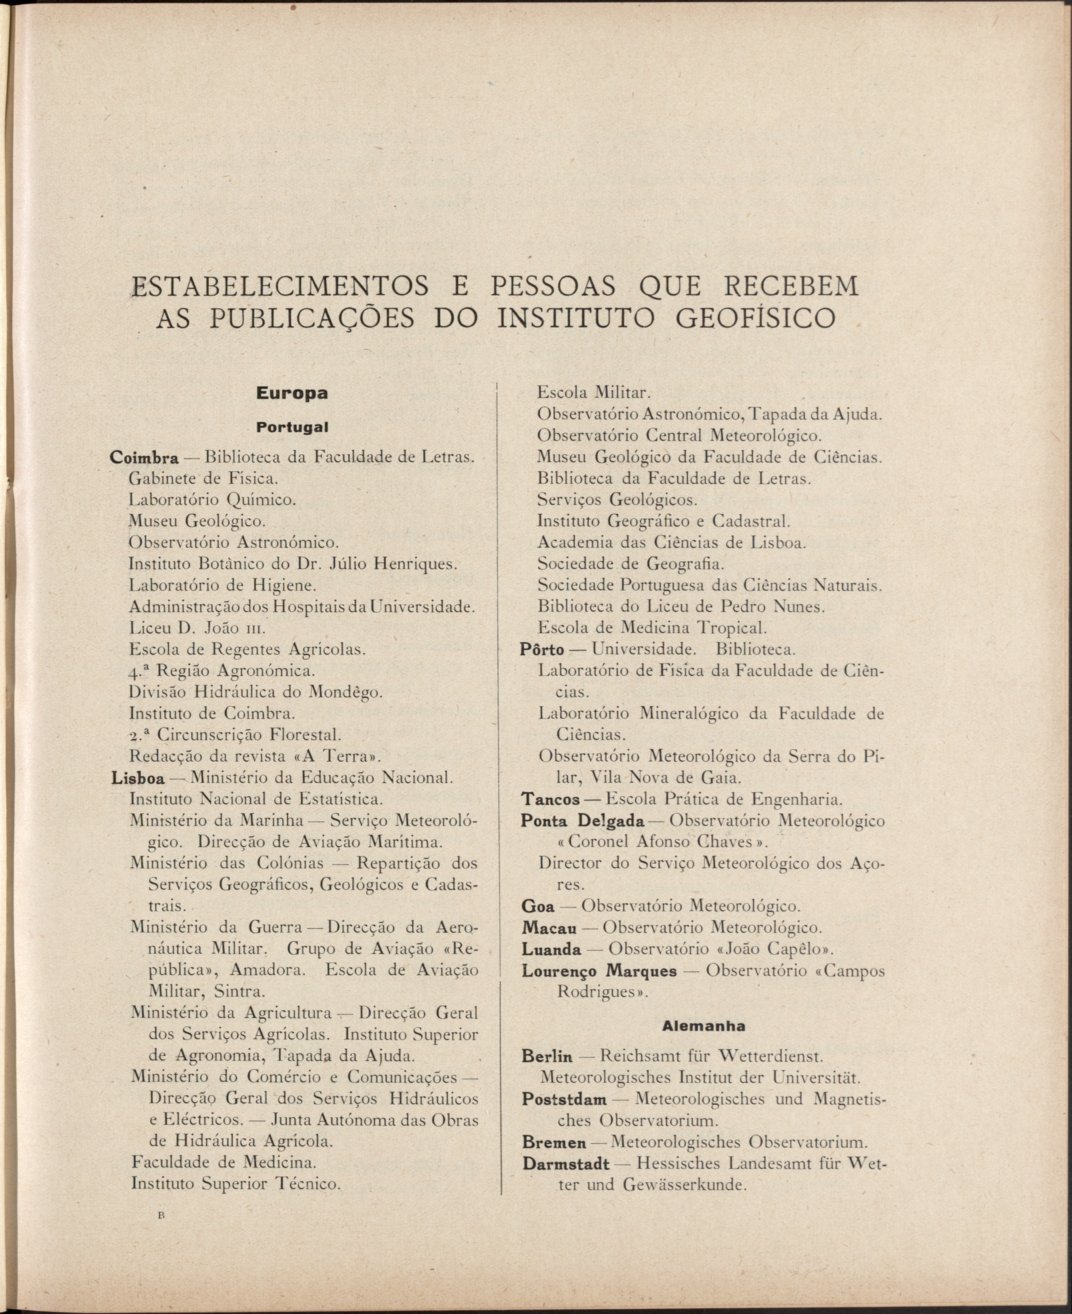 ESTABELECIMENTOS E PESSOAS QUE RECEBEM
AS PUBLICAÇÕES DO INSTITUTO GEOFÍSICO
Europa
Portugal
Coimbra — Biblioteca da Faculdade de Letras.
Gabinete de Física.
Laboratório Químico.
Museu Geológico.
Observatório Astronómico.
Instituto Botânico do Dr. Júlio Henriques.
Laboratório de Higiene.
Administração dos Hospitais da Universidade.
Liceu D. João III.
Escola de Regentes Agrícolas.
4.ª Região Agronómica.
Divisão Hidráulica do Mondêgo.
Instituto de Coimbra.
2.ª Circunscrição Florestal.
Redacção da revista «A Terra».
Lisboa — Ministério da Educação Nacional.
Instituto Nacional de Estatística.
Ministério da Marinha — Serviço Meteoroló-
gico. Direcção de Aviação Marítima.
Ministério das Colónias — Repartição dos
Serviços Geográficos, Geológicos e Cadas-
trais.
Ministério da Guerra — Direcção da Aero-
náutica Militar. Grupo de Aviação «Re-
pública», Amadora. Escola de Aviação
Militar, Sintra.
Ministério da Agricultura — Direcção Geral
dos Serviços Agrícolas. Instituto Superior
de Agronomia, Tapada da Ajuda.
Ministério do Comércio e Comunicações —
Direcção Geral dos Serviços Hidráulicos
e Eléctricos. — Junta Autónoma das Obras
de Hidráulica Agrícola.
Faculdade de Medicina.
Instituto Superior Técnico.
Escola Militar.
Observatório Astronómico, Tapada da Ajuda.
Observatório Central Meteorológico.
Museu Geológico da Faculdade de Ciências.
Biblioteca da Faculdade de Letras.
Serviços Geológicos.
Instituto Geográfico e Cadastral.
Academia das Ciências de Lisboa.
Sociedade de Geografia.
Sociedade Portuguesa das Ciências Naturais.
Biblioteca do Liceu de Pedro Nunes.
Escola de Medicina Tropical.
Pôrto — Universidade. Biblioteca.
Laboratório de Física da Faculdade de Ciên-
cias.
Laboratório Mineralógico da Faculdade de
Ciências.
Observatório Meteorológico da Serra do Pi-
lar, Vila Nova de Gaia.
Tancos — Escola Prática de Engenharia.
Ponta Delgada — Observatório Meteorológico
«Coronel Afonso Chaves».
Director do Serviço Meteorológico dos Aço-
res.
Goa — Observatório Meteorológico.
Macau — Observatório Meteorológico.
Luanda — Observatório «João Capêlo».
Lourenço Marques — Observatório «Campos
Rodrigues».
Alemanha
Berlin — Reichsamt für Wetterdienst.
Meteorologisches Institut der Universität.
Poststdam — Meteorologisches und Magnetis-
ches Observatorium.
Bremen — Meteorologisches Observatorium.
Darmstadt — Hessisches Landesamt für Wet-
ter und Gewässerkunde.
B